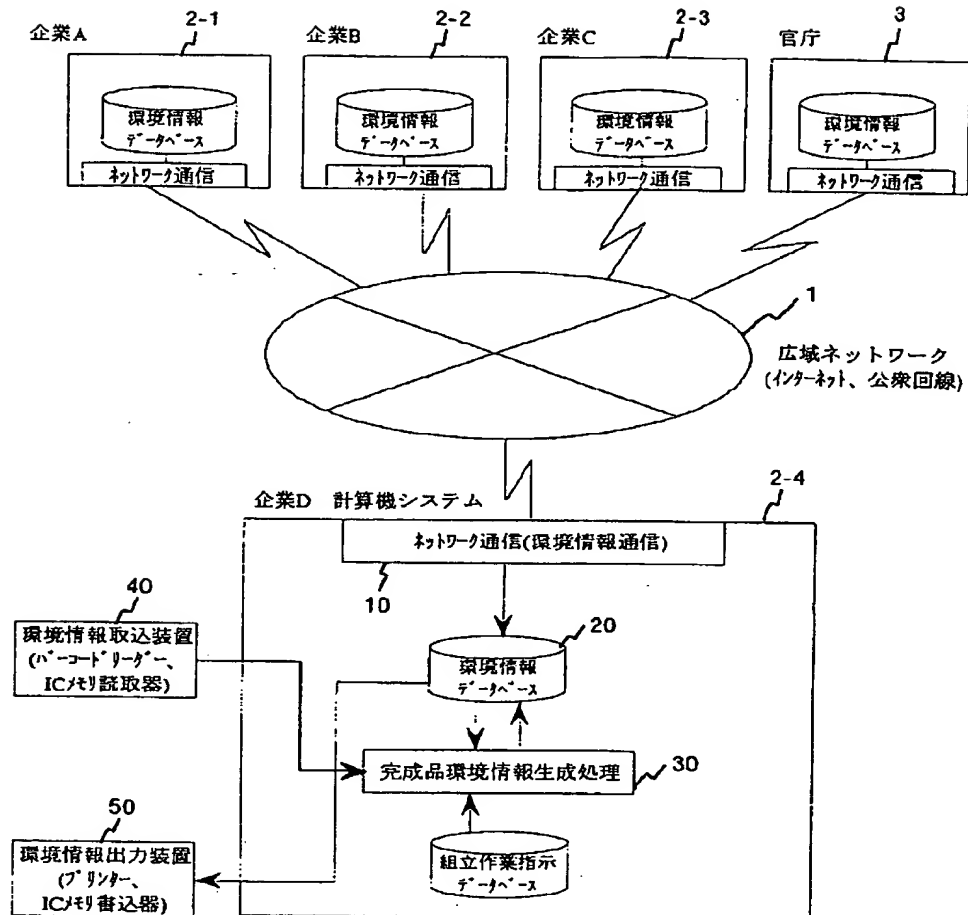 企業A
2-1
企業B
2-2
企業C
2-3
官庁
3
環境情報
データベース
ネットワーク通信
環境情報
データベース
ネットワーク通信
環境情報
データベース
ネットワーク通信
環境情報
データベース
ネットワーク通信
1
広域ネットワーク
(インターネット、公衆回線)
企業D 計算機システム
2-4
ネットワーク通信(環境情報通信)
10
40
環境情報取込装置
(バーコードリーダー、
ICメモリ読取器)
20
環境情報
データベース
完成品環境情報生成処理
30
50
環境情報出力装置
(プリンター、
ICメモリ書込器)
組立作業指示
データベース